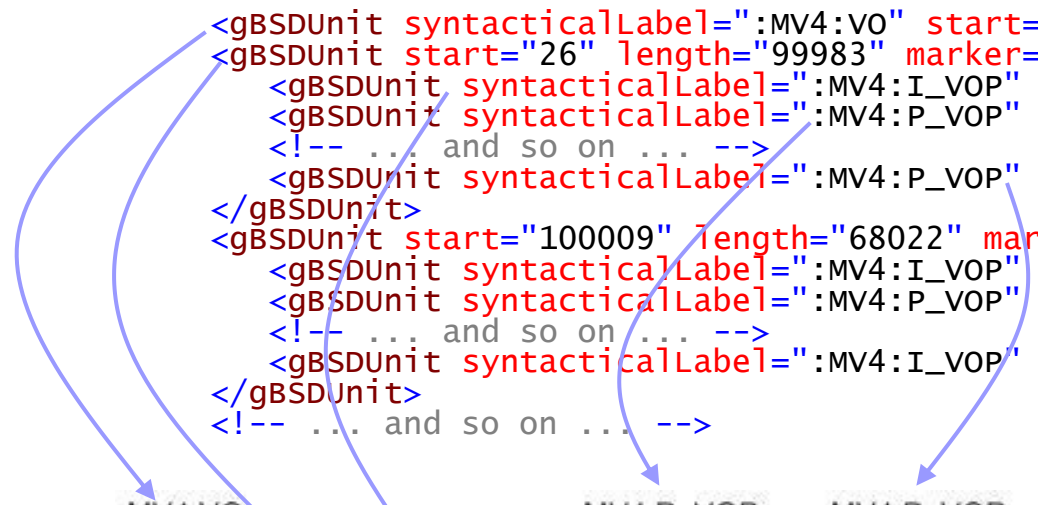 <gBSDUnit syntacticalLabel=":MV4:VO" start=
<gBSDUnit start="26" length="99983" marker=
<gBSDUnit syntacticalLabel=":MV4:I_VOP"
<gBSDUnit syntacticalLabel=":MV4:P_VOP"
<!-- ... and so on ... -->
<gBSDUnit syntacticalLabel=":MV4:P_VOP"
</gBSDUnit>
<gBSDUnit start="100009" length="68022" mar
<gBSDUnit syntacticalLabel=":MV4:I_VOP"
<gBSDUnit syntacticalLabel=":MV4:P_VOP"
<!-- ... and so on ... -->
<gBSDUnit syntacticalLabel=":MV4:I_VOP"
</gBSDUnit>
<!-- ... and so on ... -->